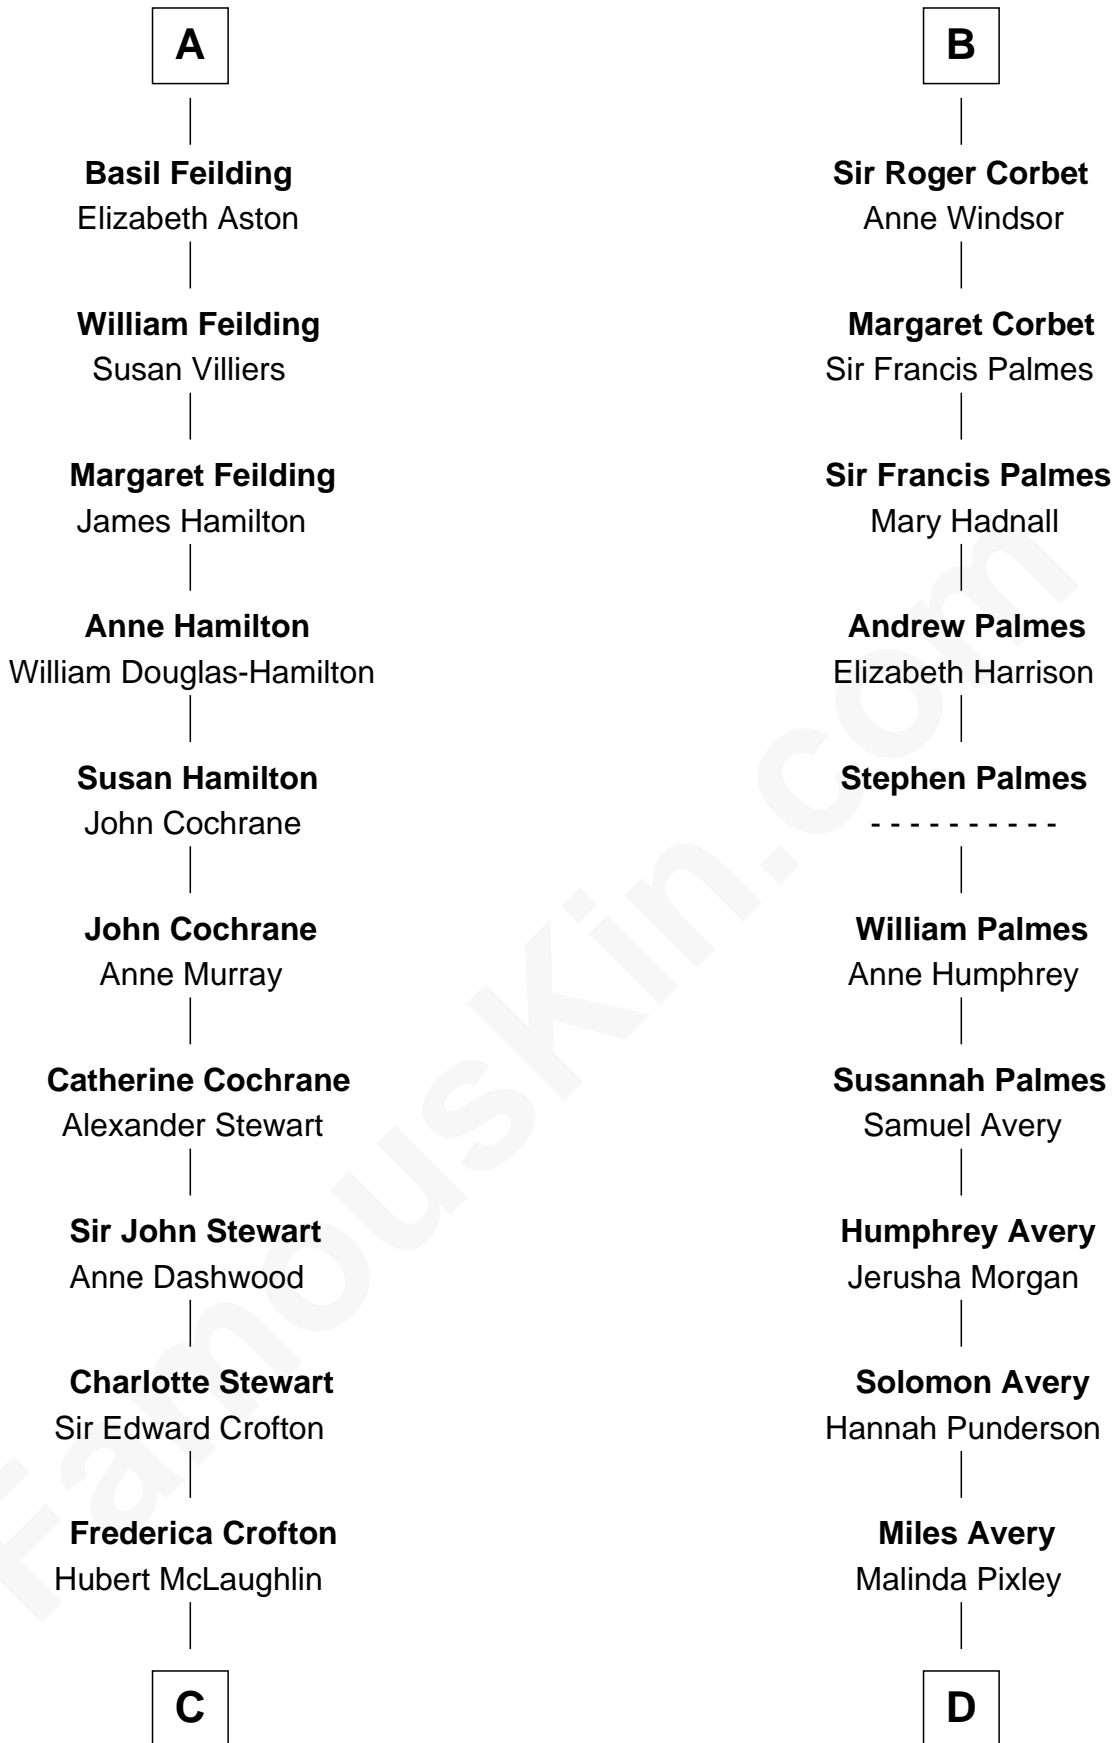 A
Basil Feilding
Elizabeth Aston
William Feilding
Susan Villiers
Margaret Feilding
James Hamilton
Anne Hamilton
William Douglas-Hamilton
Susan Hamilton
John Cochrane
John Cochrane
Anne Murray
Catherine Cochrane
Alexander Stewart
Sir John Stewart
Anne Dashwood
Charlotte Stewart
Sir Edward Crofton
Frederica Crofton
Hubert McLaughlin
C
B
Sir Roger Corbet
Anne Windsor
Margaret Corbet
Sir Francis Palmes
Sir Francis Palmes
Mary Hadnall
Andrew Palmes
Elizabeth Harrison
Stephen Palmes
- - - - - - - - - -
William Palmes
Anne Humphrey
Susannah Palmes
Samuel Avery
Humphrey Avery
Jerusha Morgan
Solomon Avery
Hannah Punderson
Miles Avery
Malinda Pixley
D
FamousKin.com